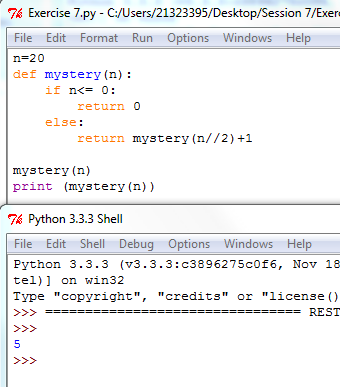 Exercise 7.py - C:/Users/21323395/Desktop/Session 7/Exer
File Edit Format Run Options Windows Help
n=20
def mystery(n):
    if n<= 0:
        return 0
    else:
        return mystery(n//2)+1
mystery(n)
print (mystery(n))
Python 3.3.3 Shell
File Edit Shell Debug Options Windows Help
Python 3.3.3 (v3.3.3:c3896275c0f6, Nov 18
tel)] on win32
Type "copyright", "credits" or "license()
>>> ================================ REST
>>>
5
>>>